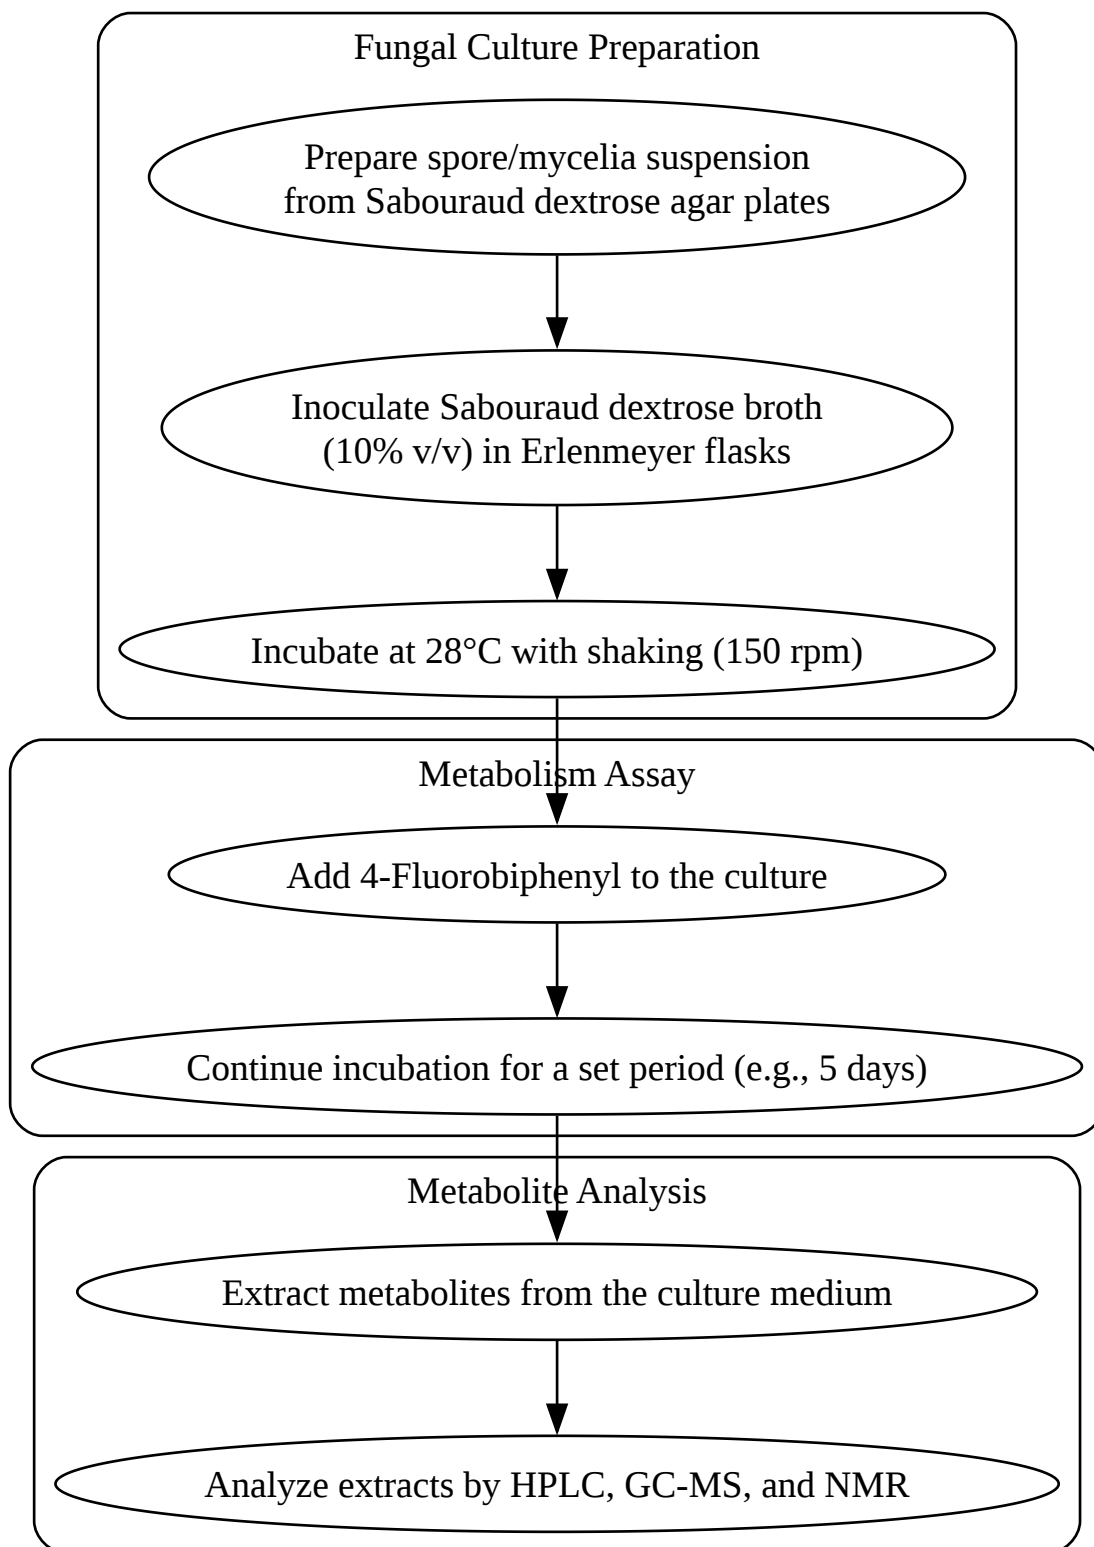 Fungal Culture Preparation
Prepare spore/mycelia suspension
from Sabouraud dextrose agar plates
Inoculate Sabouraud dextrose broth
(10% v/v) in Erlenmeyer flasks
Incubate at 28°C with shaking (150 rpm)
Metabolism Assay
Add 4-Fluorobiphenyl to the culture
Continue incubation for a set period (e.g., 5 days)
Metabolite Analysis
Extract metabolites from the culture medium
Analyze extracts by HPLC, GC-MS, and NMR